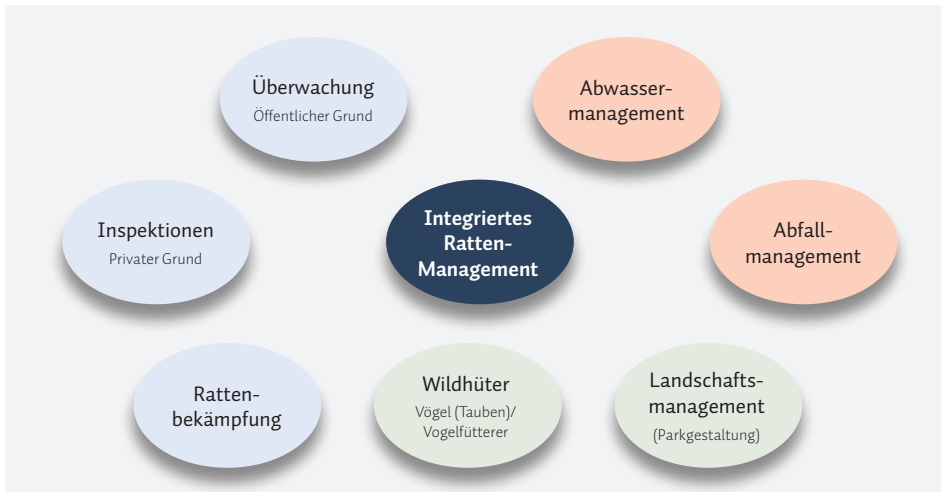 Überwachung
Öffentlicher Grund
Abwasser-
management
Inspektionen
Privater Grund
Integriertes
Ratten-
Management
Abfall-
management
Ratten-
bekämpfung
Wildhüter
Vögel (Tauben)/
Vogelfütterer
Landschafts-
management
(Parkgestaltung)